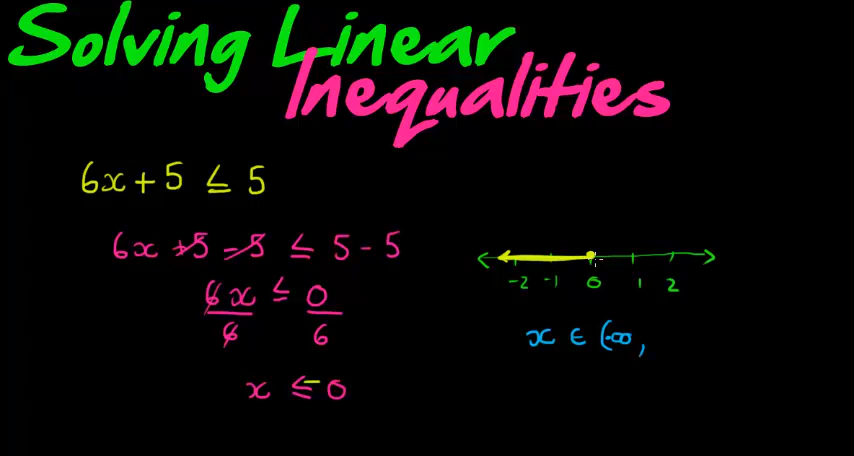 Solving Linear
Inequalities
6x + 5 ≤ 5
6x +5 - 5 ≤ 5 - 5
6x ≤ 0
6 6
x ≤ 0
-2 -1 0 1 2
x ∈ (-∞,